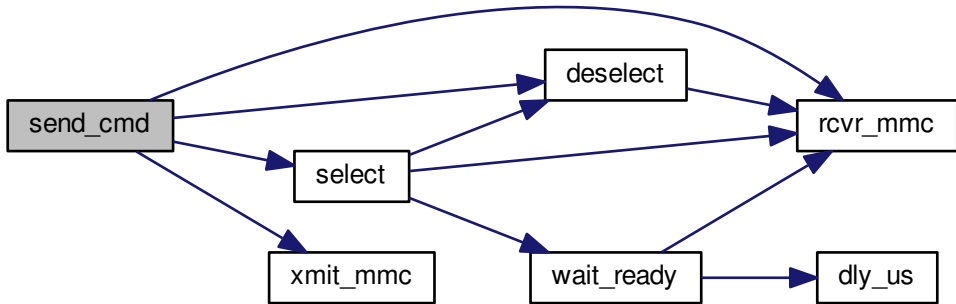 send_cmd
deselect
rcvr_mmc
select
xmit_mmc
wait_ready
dly_us